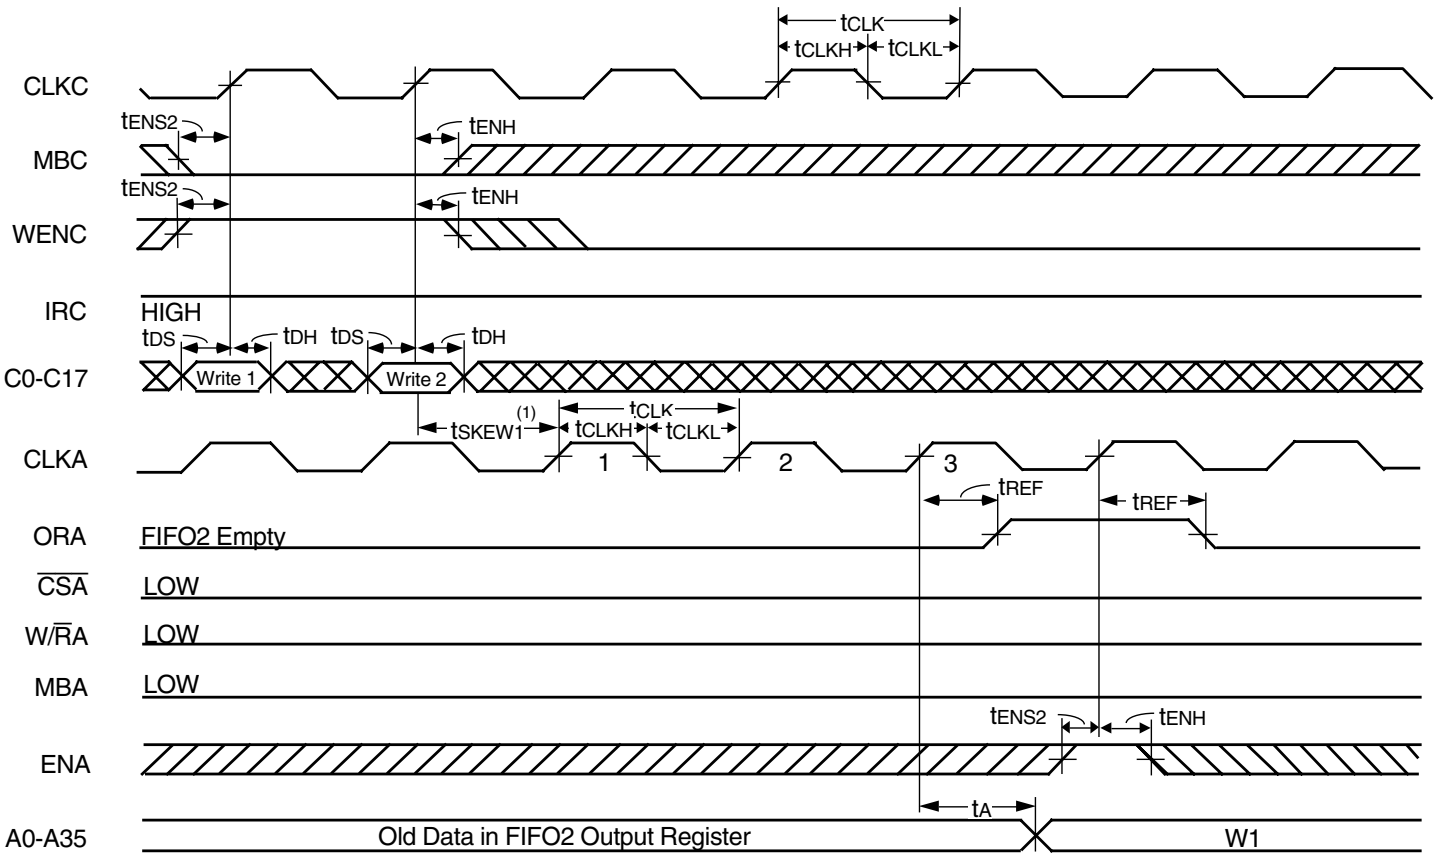 tCLK
tCLKH tCLKL
CLKC
tENS2 tENH
MBC
tENS2 tENH
WENC
IRC HIGH
tDS tDH tDS tDH
C0-C17 Write 1 Write 2
tSKEW1(1) tCLK
tCLKH tCLKL
CLKA 1 2 3
tREF tREF
ORA FIFO2 Empty
CSA LOW
W/RA LOW
MBA LOW
tENS2 tENH
ENA
tA
A0-A35 Old Data in FIFO2 Output Register W1